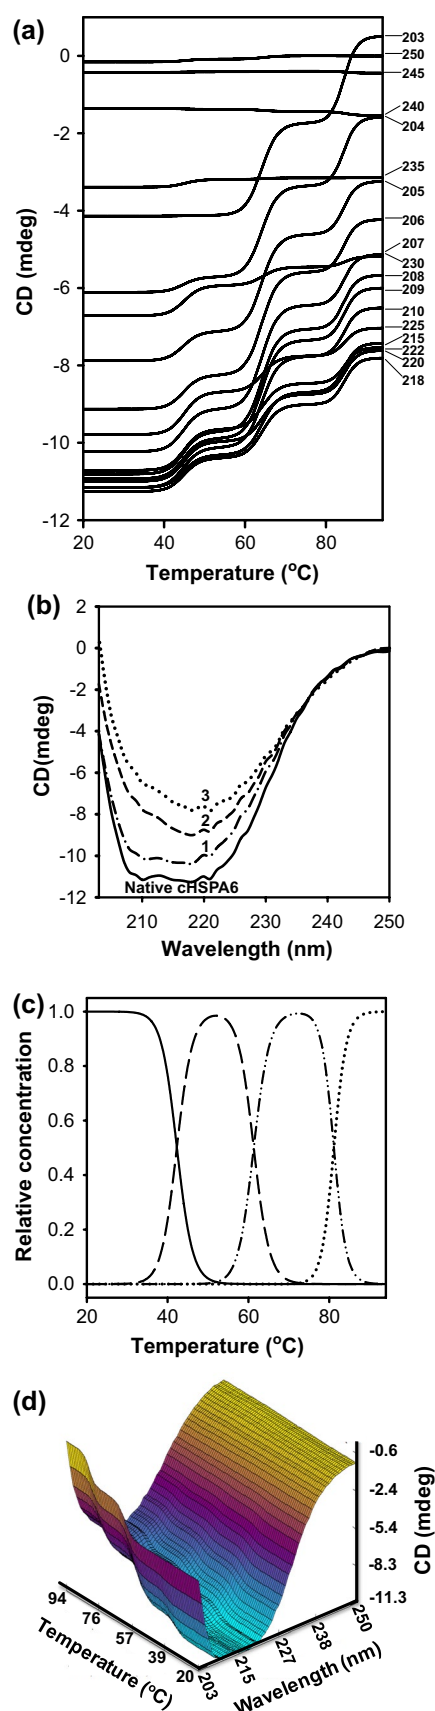 (a)
0
-2
-4
-6
-8
-10
-12
CD (mdeg)
203
250
245
240
204
235
205
206
207
230
208
209
210
225
215
222
220
218
20 40 60 80
Temperature (°C)
(b)
2
0
-2
-4
-6
-8
-10
-12
CD(mdeg)
3
2
1
Native cHSPA6
210 220 230 240 250
Wavelength (nm)
(c)
1.0
0.8
0.6
0.4
0.2
0.0
Relative concentration
20 40 60 80
Temperature (°C)
(d)
-0.6
-2.4
-5.4
-8.3
-11.3
CD (mdeg)
94 76 57 39 20
Temperature (°C)
203 215 227 238 250
Wavelength (nm)